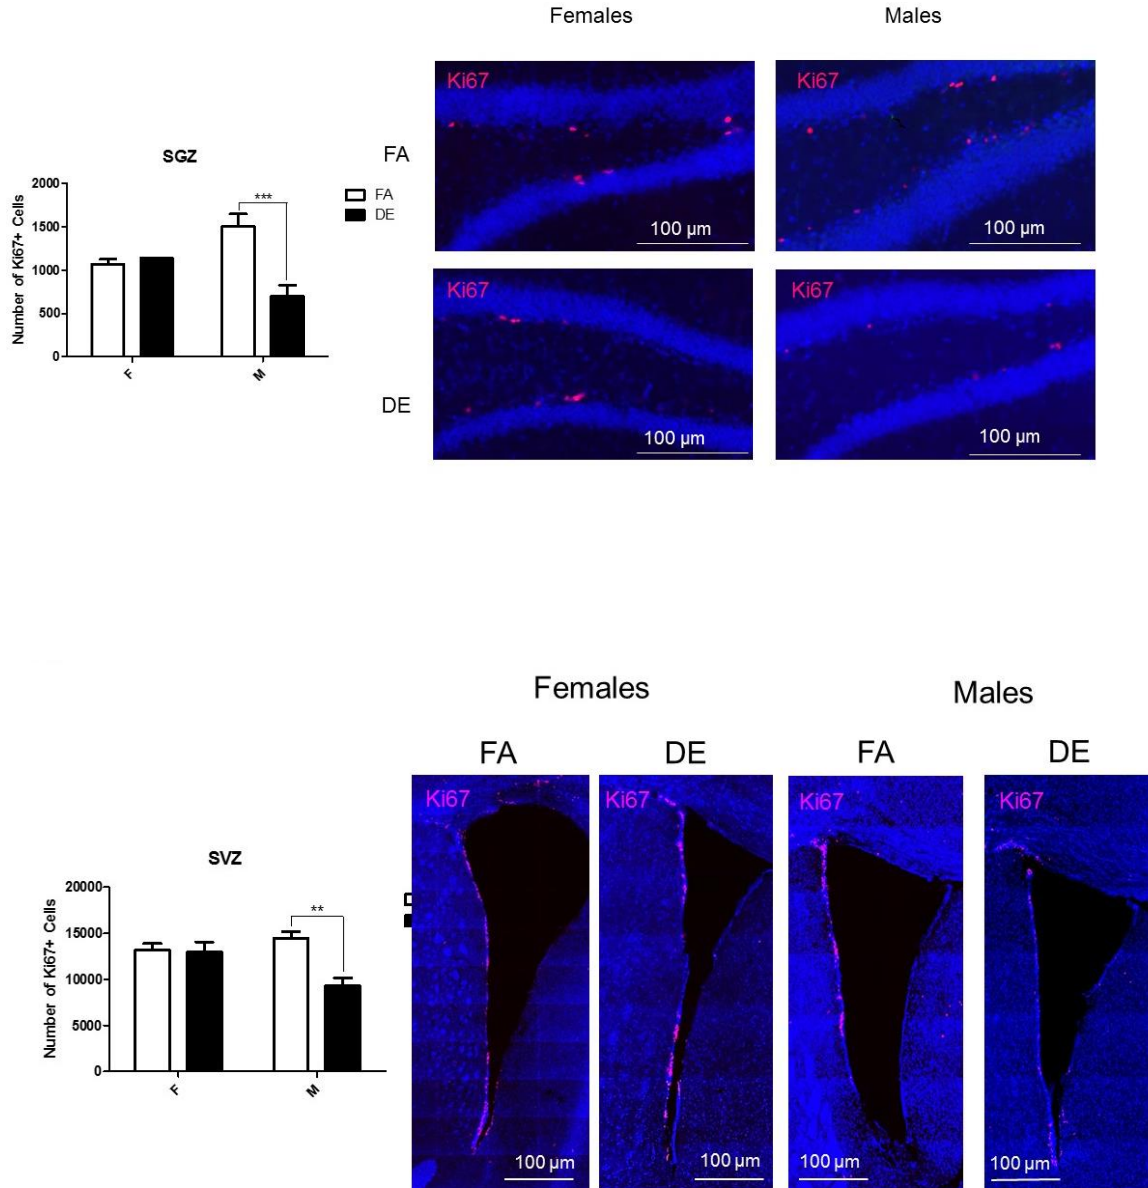 Females Males
Ki67 Ki67
FA
SGZ
2000
1500
1000
500
0
Number of Ki67+ Cells
***
FA
DE
F M
100 µm 100 µm
Ki67 Ki67
DE
100 µm 100 µm
Females Males
FA DE FA DE
Ki67 Ki67 Ki67 Ki67
SVZ
20000
15000
10000
5000
0
Number of Ki67+ Cells
**
F M
100 µm 100 µm 100 µm 100 µm